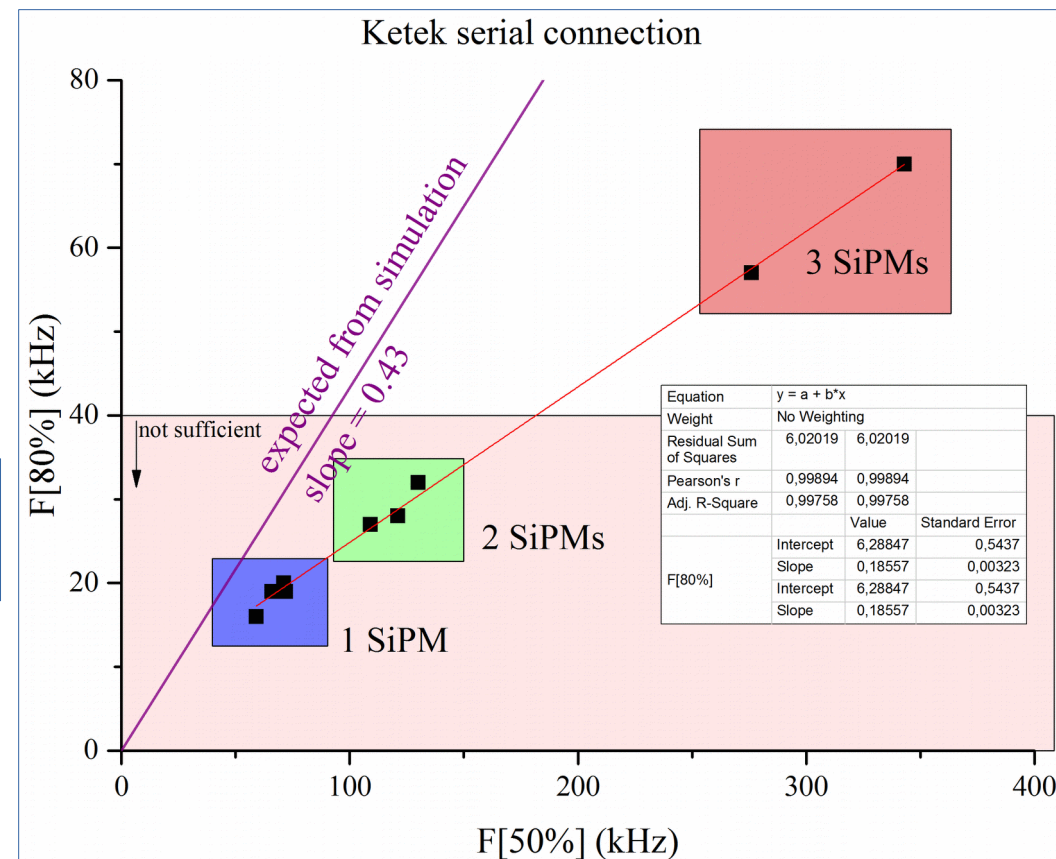 Ketek serial connection
80
60
40
20
0
F[80%] (kHz)
expected from simulation
slope = 0.43
not sufficient
3 SiPMs
2 SiPMs
1 SiPM
Equation y = a + b*x
Weight No Weighting
Residual Sum of Squares 6,02019 6,02019
Pearson's r 0,99894 0,99894
Adj. R-Square 0,99758 0,99758
Value Standard Error
F[80%]
Intercept 6,28847 0,5437
Slope 0,18557 0,00323
Intercept 6,28847 0,5437
Slope 0,18557 0,00323
0 100 200 300 400
F[50%] (kHz)